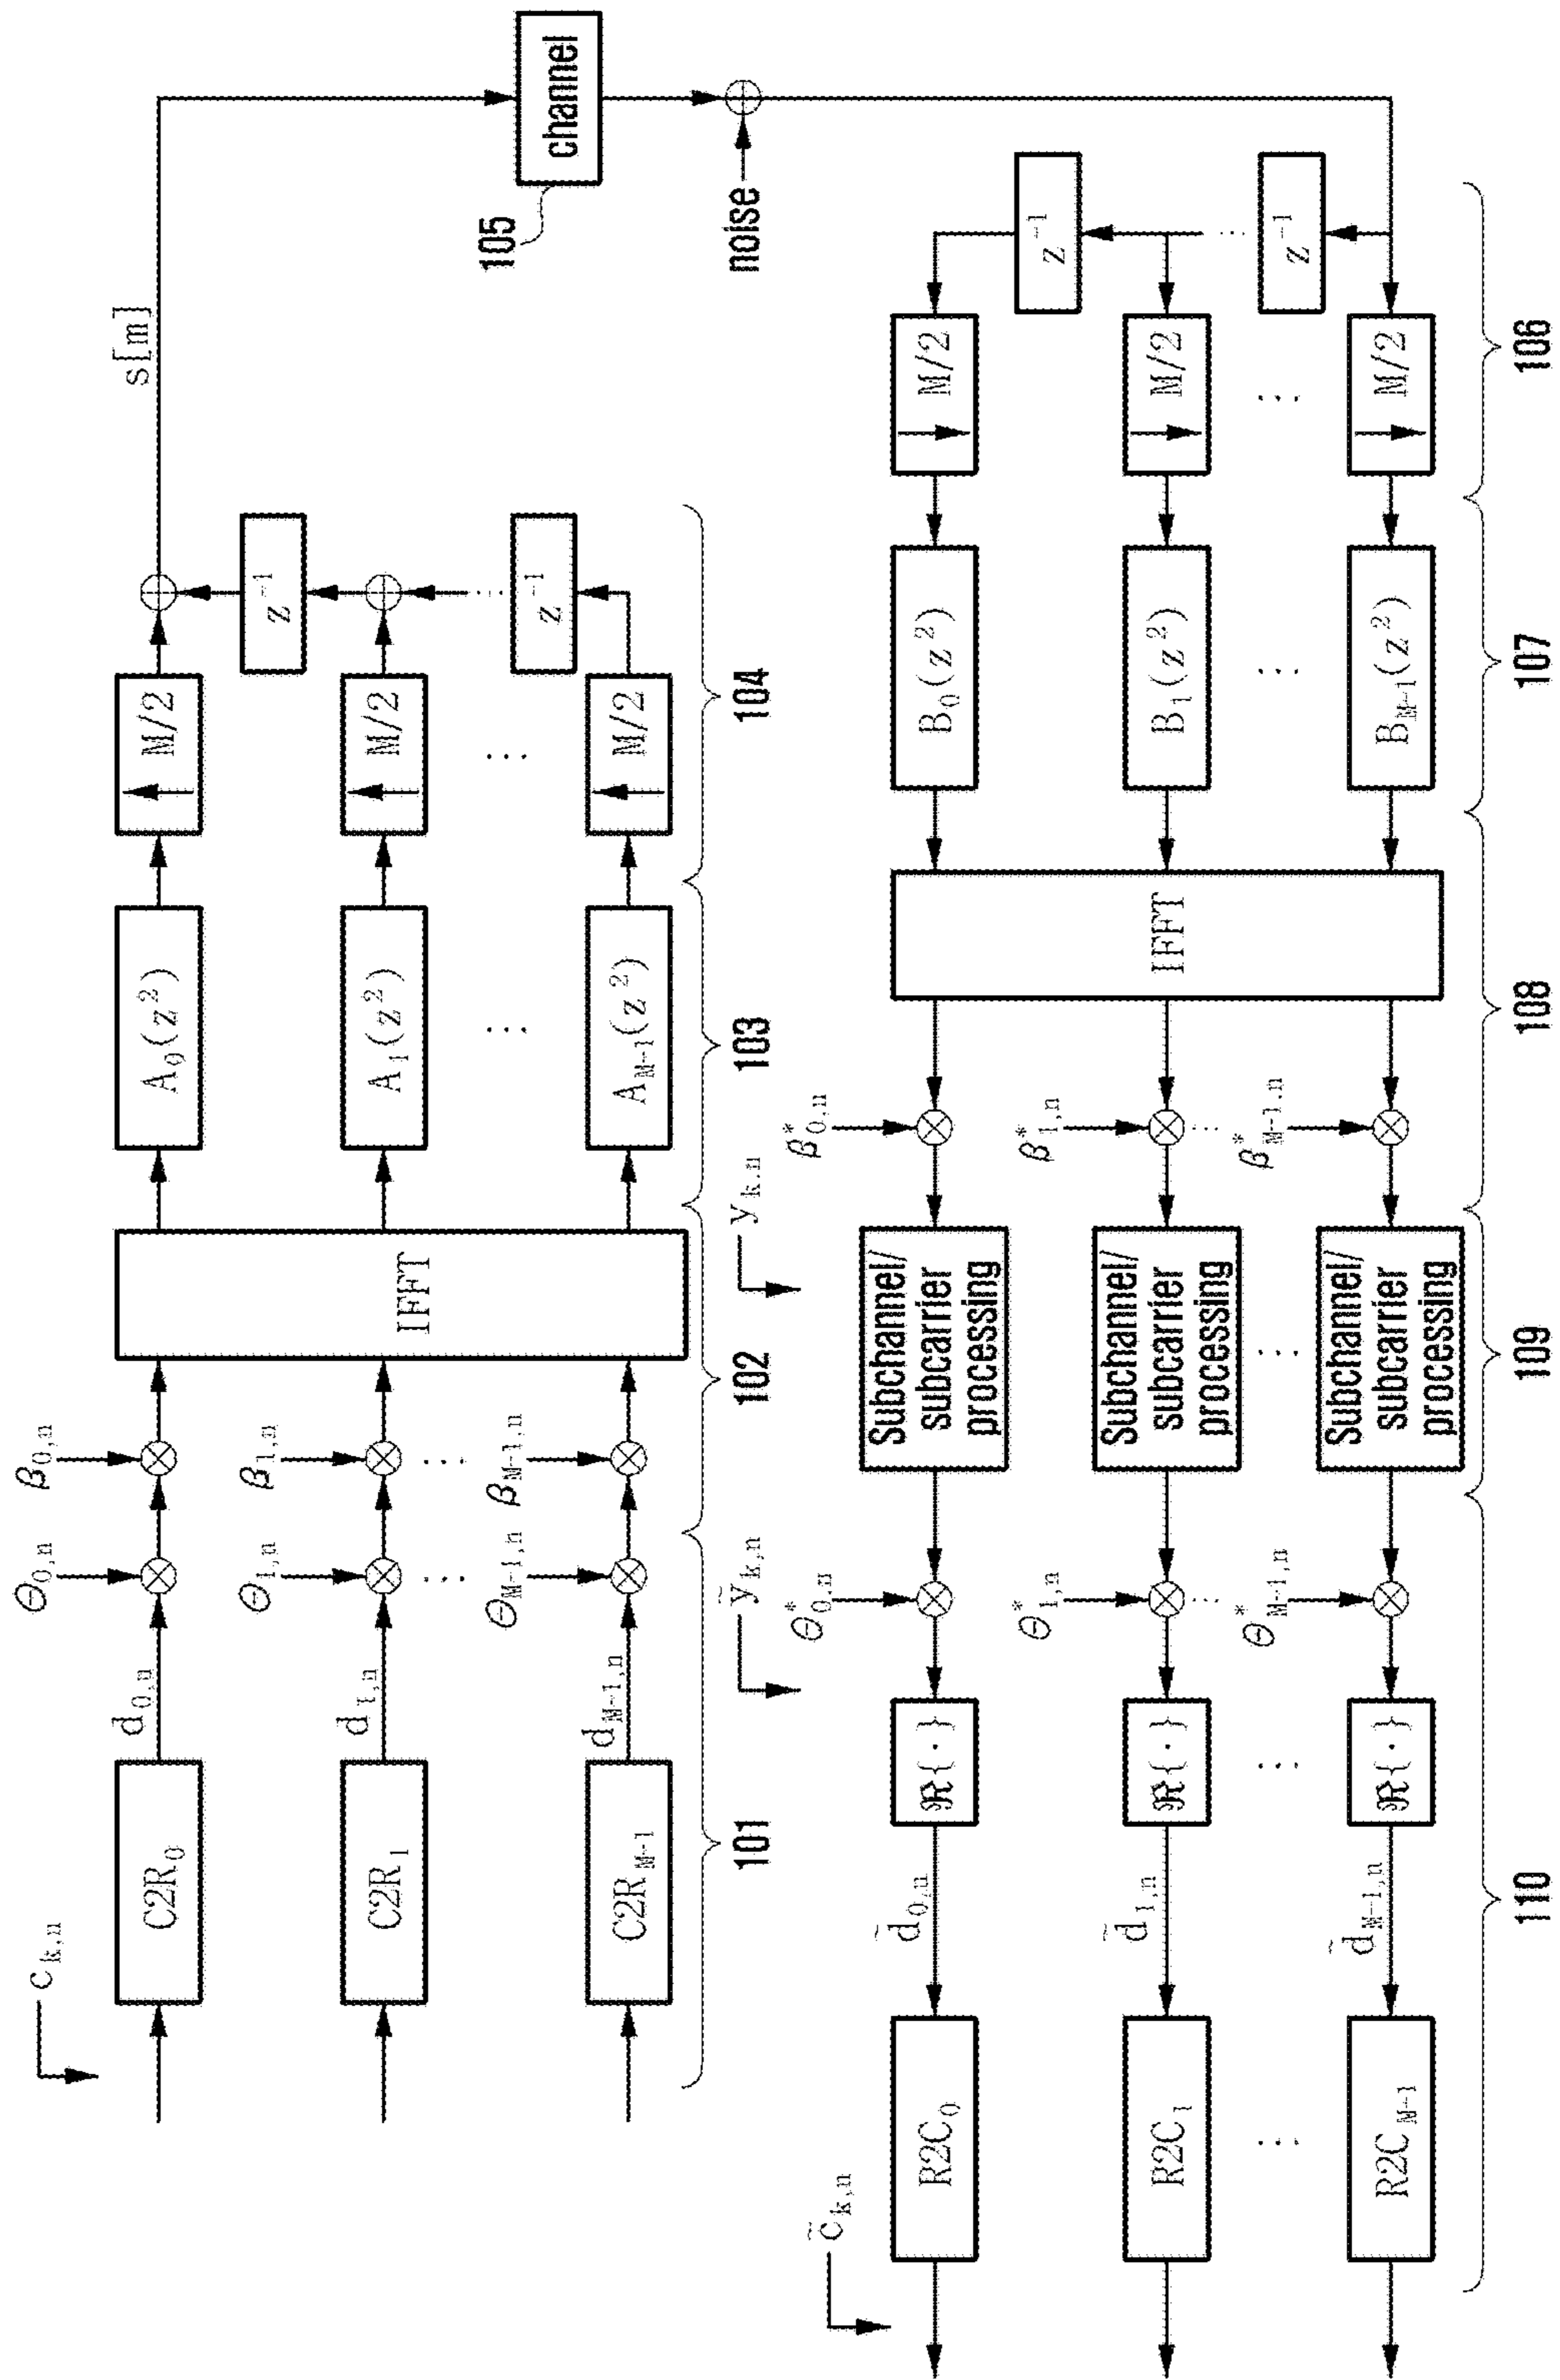 c_{k,n}
C2R_0
d_{0,n}
θ_{0,n}
β_{0,n}
C2R_1
d_{1,n}
θ_{1,n}
β_{1,n}
...
C2R_{M-1}
d_{M-1,n}
θ_{M-1,n}
β_{M-1,n}
IFFT
A_0(z^2)
A_1(z^2)
...
A_{M-1}(z^2)
M/2
M/2
...
M/2
z^{-1}
...
z^{-1}
s[m]
101
102
103
104
channel
105
noise
c̃_{k,n}
ỹ_{k,n}
y_{k,n}
R2C_0
d̃_{0,n}
ℜ{·}
θ*_{0,n}
Subchannel/
subcarrier
processing
β*_{0,n}
R2C_1
d̃_{1,n}
ℜ{·}
θ*_{1,n}
...
Subchannel/
subcarrier
processing
β*_{1,n}
...
...
...
...
R2C_{M-1}
d̃_{M-1,n}
ℜ{·}
θ*_{M-1,n}
Subchannel/
subcarrier
processing
β*_{M-1,n}
IFFT
B_0(z^2)
B_1(z^2)
...
B_{M-1}(z^2)
M/2
M/2
...
M/2
z^{-1}
...
z^{-1}
110
109
108
107
106